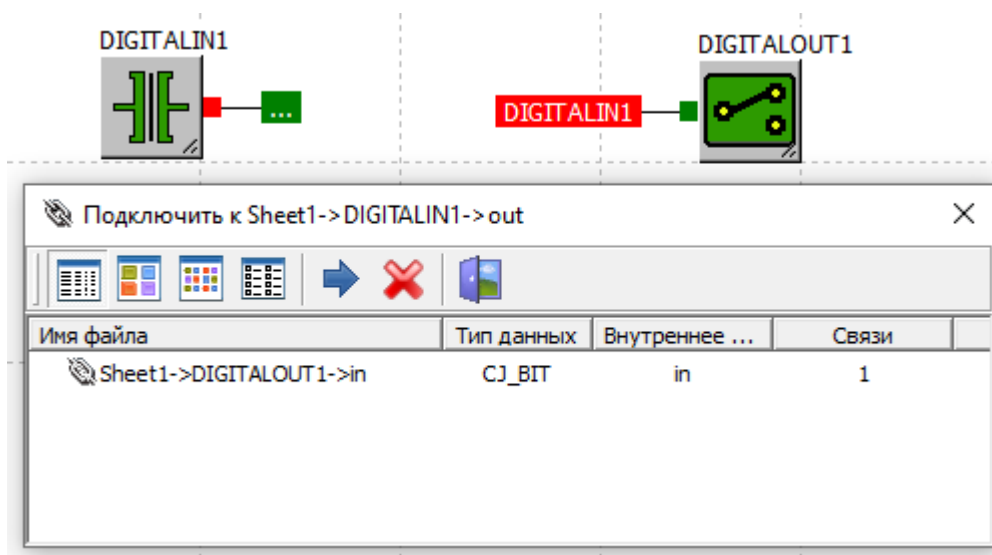 DIGITALIN1
DIGITALOUT1
...
DIGITALIN1
Подключить к Sheet1->DIGITALIN1->out
Имя файла Тип данных Внутреннее ... Связи
Sheet1->DIGITALOUT1->in CJ_BIT in 1